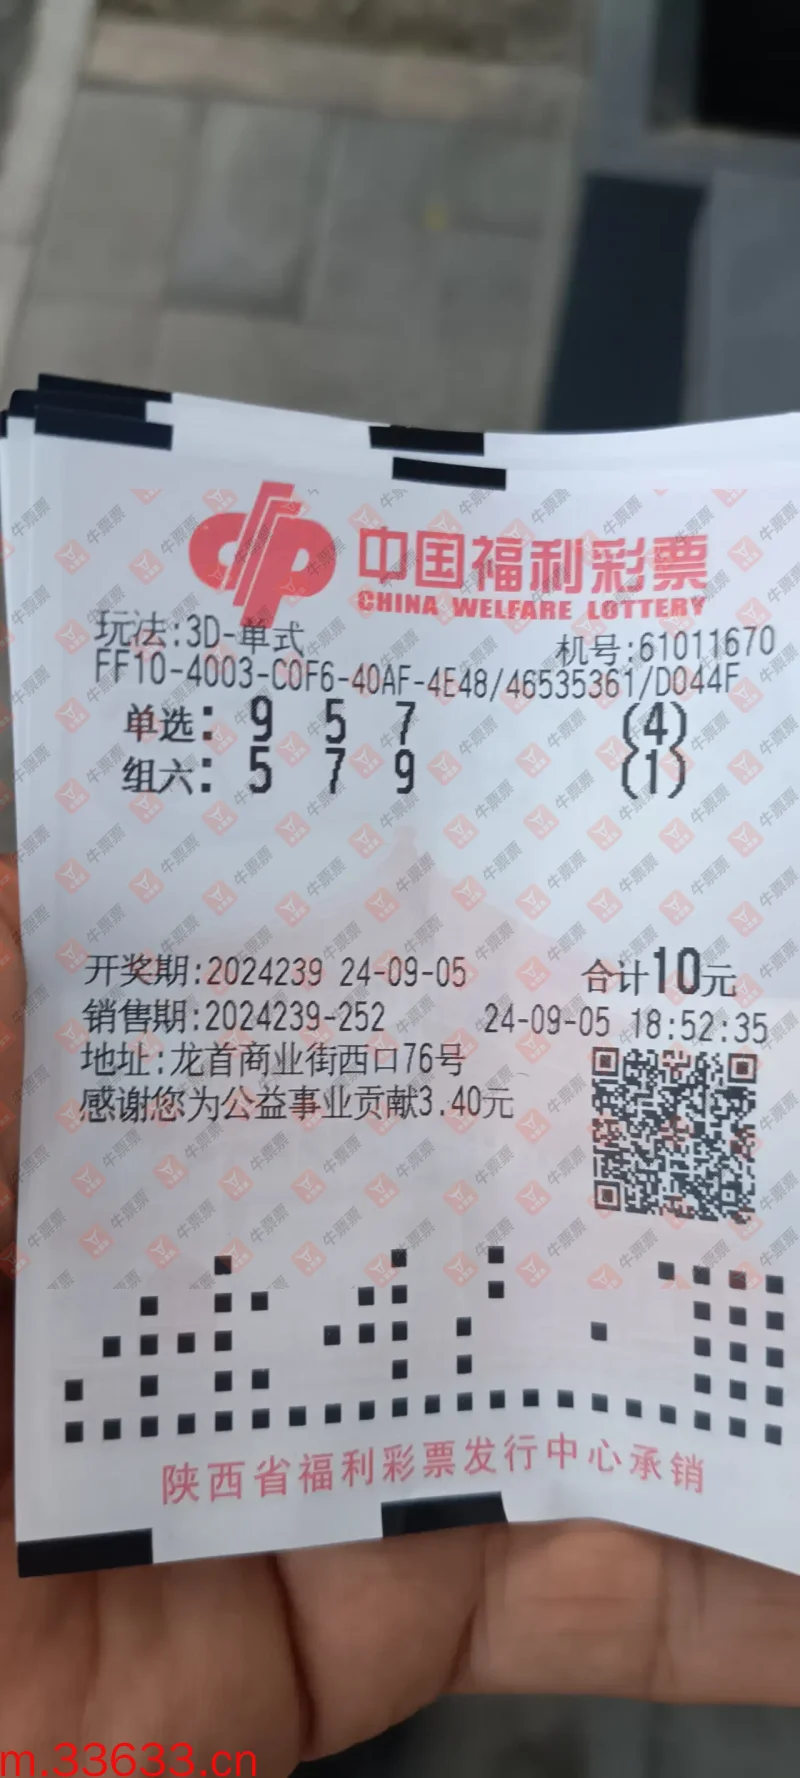 中国福利彩票
CHINA WELFARE LOTTERY
玩法:3D-单式
机号:61011670
FF10-4003-C0F6-40AF-4E48/46535361/D044F
单选: 9 5 7 (4)
组六: 5 7 9 (1)
开奖期:2024239 24-09-05 合计10元
销售期:2024239-252 24-09-05 18:52:35
地址:龙首商业街西口76号
感谢您为公益事业贡献3.40元
陕西省福利彩票发行中心承销
牛票票
m.33633.cn